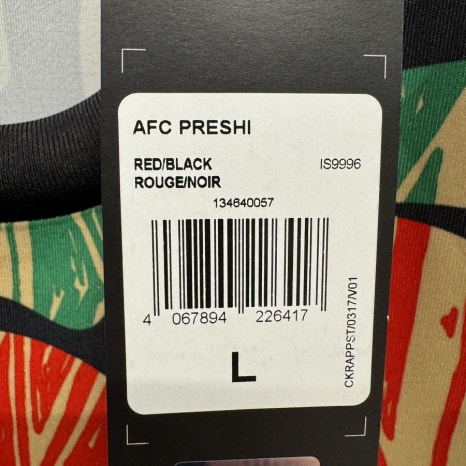 AFC PRESHI
RED/BLACK IS9996
ROUGE/NOIR
134640057
4 067894 226417
L
CKRAPPST/0317/V01